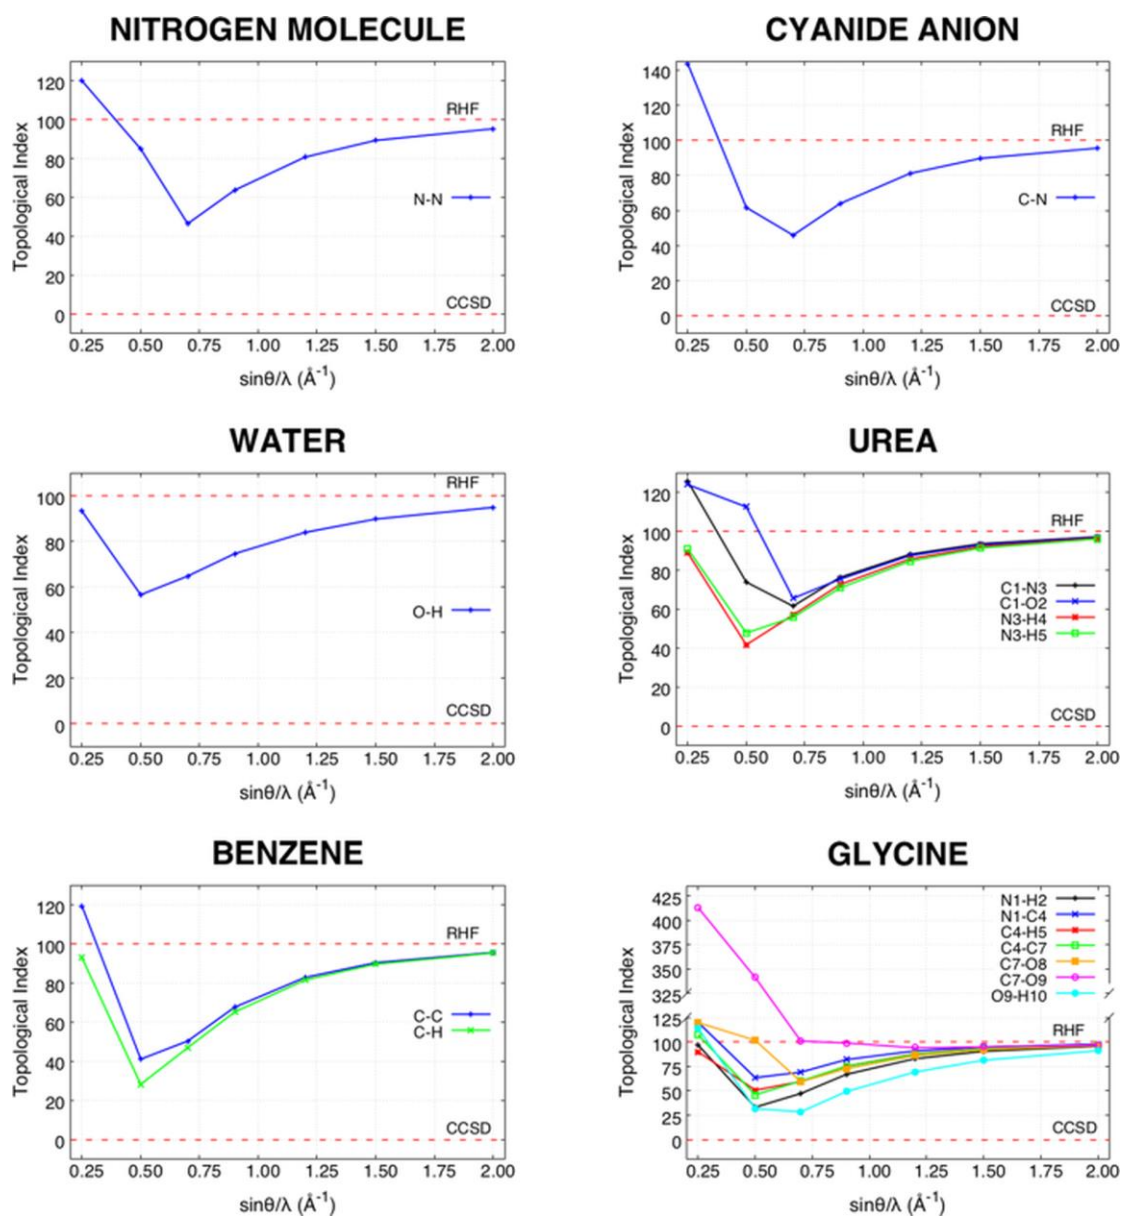 NITROGEN MOLECULE
Topological Index
120
100
80
60
40
20
0
RHF
N-N
CCSD
0.25 0.50 0.75 1.00 1.25 1.50 1.75 2.00
sinθ/λ (Å-1)
CYANIDE ANION
Topological Index
140
120
100
80
60
40
20
0
RHF
C-N
CCSD
0.25 0.50 0.75 1.00 1.25 1.50 1.75 2.00
sinθ/λ (Å-1)
WATER
Topological Index
100
80
60
40
20
0
RHF
O-H
CCSD
0.25 0.50 0.75 1.00 1.25 1.50 1.75 2.00
sinθ/λ (Å-1)
UREA
Topological Index
120
100
80
60
40
20
0
RHF
C1-N3
C1-O2
N3-H4
N3-H5
CCSD
0.25 0.50 0.75 1.00 1.25 1.50 1.75 2.00
sinθ/λ (Å-1)
BENZENE
Topological Index
120
100
80
60
40
20
0
RHF
C-C
C-H
CCSD
0.25 0.50 0.75 1.00 1.25 1.50 1.75 2.00
sinθ/λ (Å-1)
GLYCINE
Topological Index
425
400
375
350
325
125
100
75
50
25
0
N1-H2
N1-C4
C4-H5
C4-C7
C7-O8
C7-O9
O9-H10
RHF
CCSD
0.25 0.50 0.75 1.00 1.25 1.50 1.75 2.00
sinθ/λ (Å-1)